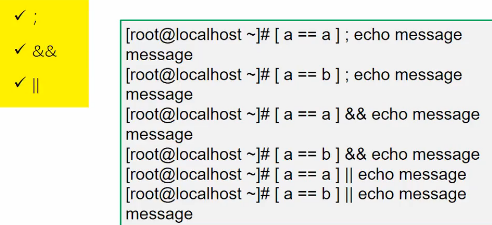 ✓ ;
✓ &&
✓ ||
[root@localhost ~]# [ a == a ] ; echo message
message
[root@localhost ~]# [ a == b ] ; echo message
message
[root@localhost ~]# [ a == a ] && echo message
message
[root@localhost ~]# [ a == b ] && echo message
[root@localhost ~]# [ a == a ] || echo message
[root@localhost ~]# [ a == b ] || echo message
message